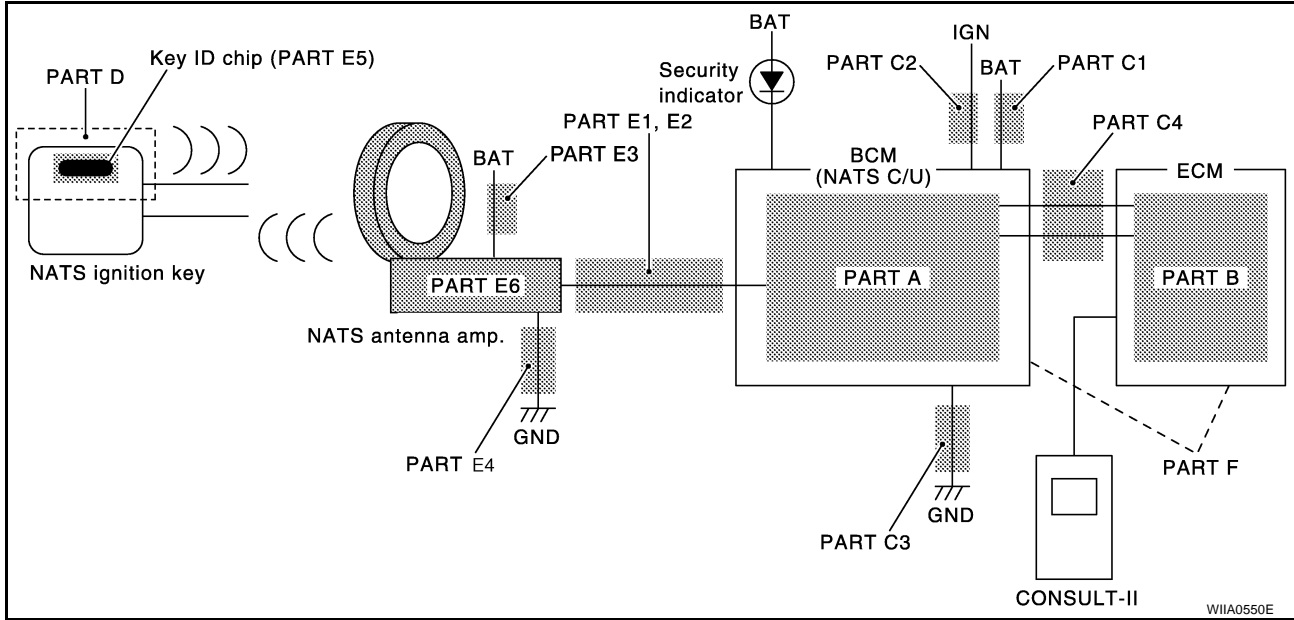 PART D
Key ID chip (PART E5)
NATS ignition key
BAT
PART E3
PART E1, E2
PART E6
NATS antenna amp.
GND
PART E4
BAT
Security
indicator
PART C2
IGN
BAT
PART C1
PART C4
BCM
(NATS C/U)
ECM
PART A
PART B
GND
PART C3
PART F
CONSULT-II
WIIA0550E